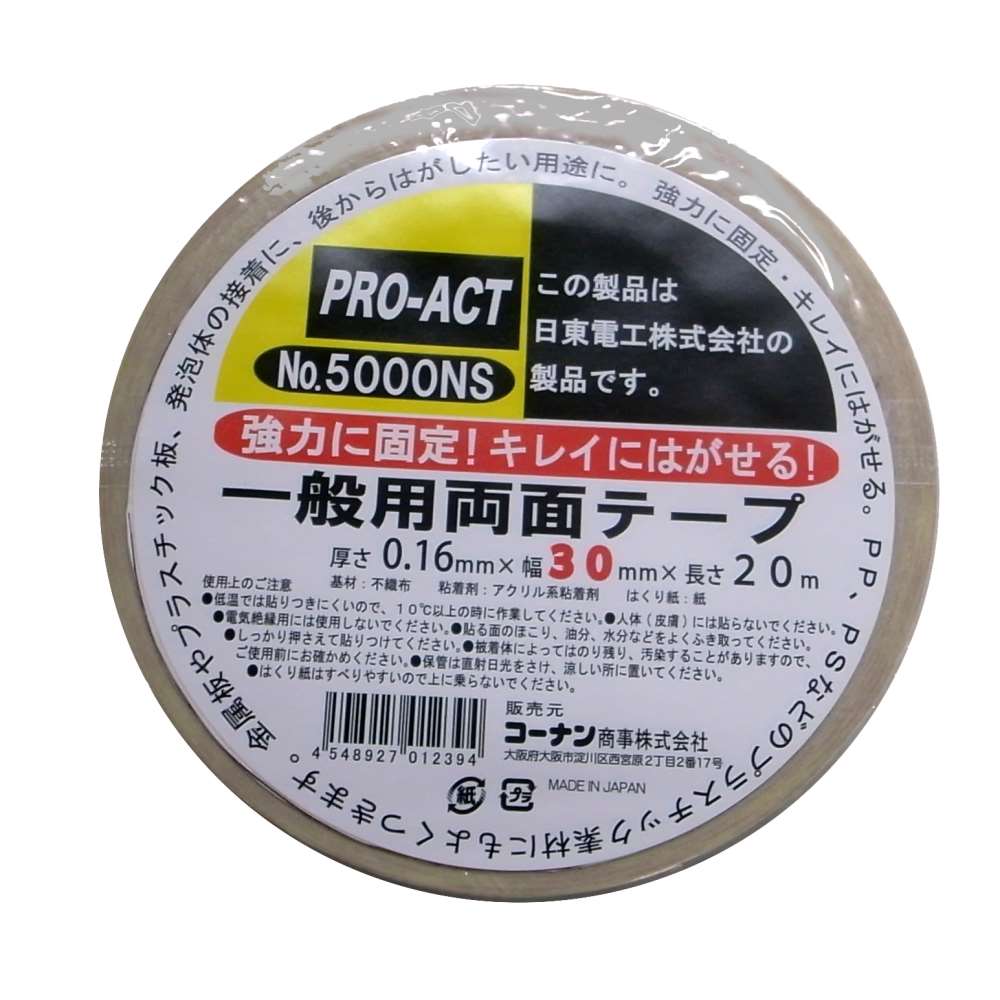 金属板やプラスチック板、発泡体の接着に、後からはがしたい用途に。 強力に固定・キレイにはがせる。PP、PSなどのプラスチック素材にもよくつきます。
PRO-ACT
No.5000NS
この製品は
日東電工株式会社の
製品です。
強力に固定!キレイにはがせる!
一般用両面テープ
厚さ 0.16mm×幅30mm×長さ20m
使用上のご注意 基材:不織布 粘着剤:アクリル系粘着剤 はくり紙:紙
●低温では貼りつきにくいので、10℃以上の時に作業してください。●人体(皮膚)には貼らないでください。
●電気絶縁用には使用しないでください。●貼る面のほこり、油分、水分などをよくふき取ってください。
●しっかり押さえて貼りつけてください。●被着体によってはのり残り、汚染することがありますので、
ご使用前にお確かめください。●保管は直射日光をさけ、涼しい所に置いてください。
●はくり紙はすべりやすいので上に乗らないでください。
4 548927 012394
販売元
コーナン商事株式会社
大阪府大阪市淀川区西宮原2丁目2番17号
紙 プラ MADE IN JAPAN